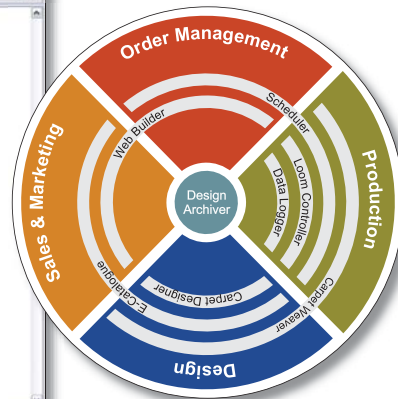 Order Management
Scheduler
Web Builder
Sales & Marketing
Production
Loom Controller
Data Logger
Design
Archiver
E-Catalogue
Carpet Designer
Carpet Weaver
Design